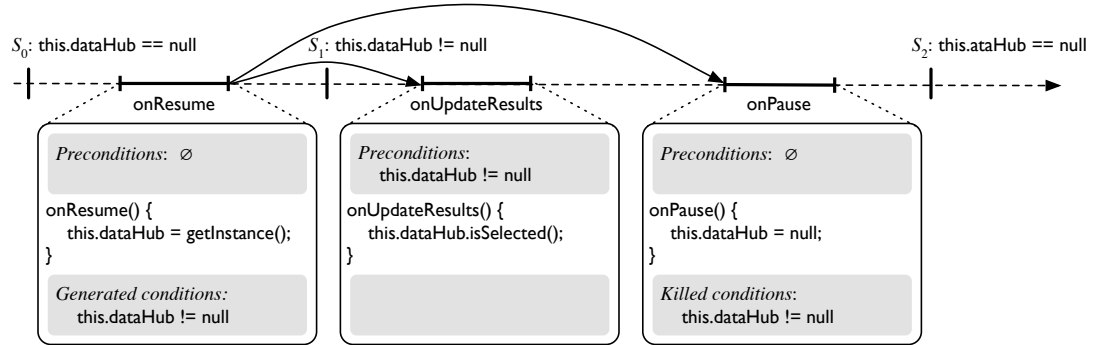 S0: this.dataHub == null
S1: this.dataHub != null
S2: this.ataHub == null
onResume
onUpdateResults
onPause
Preconditions: ∅
onResume() {
this.dataHub = getInstance();
}
Generated conditions:
this.dataHub != null
Preconditions:
this.dataHub != null
onUpdateResults() {
this.dataHub.isSelected();
}
Preconditions: ∅
onPause() {
this.dataHub = null;
}
Killed conditions:
this.dataHub != null